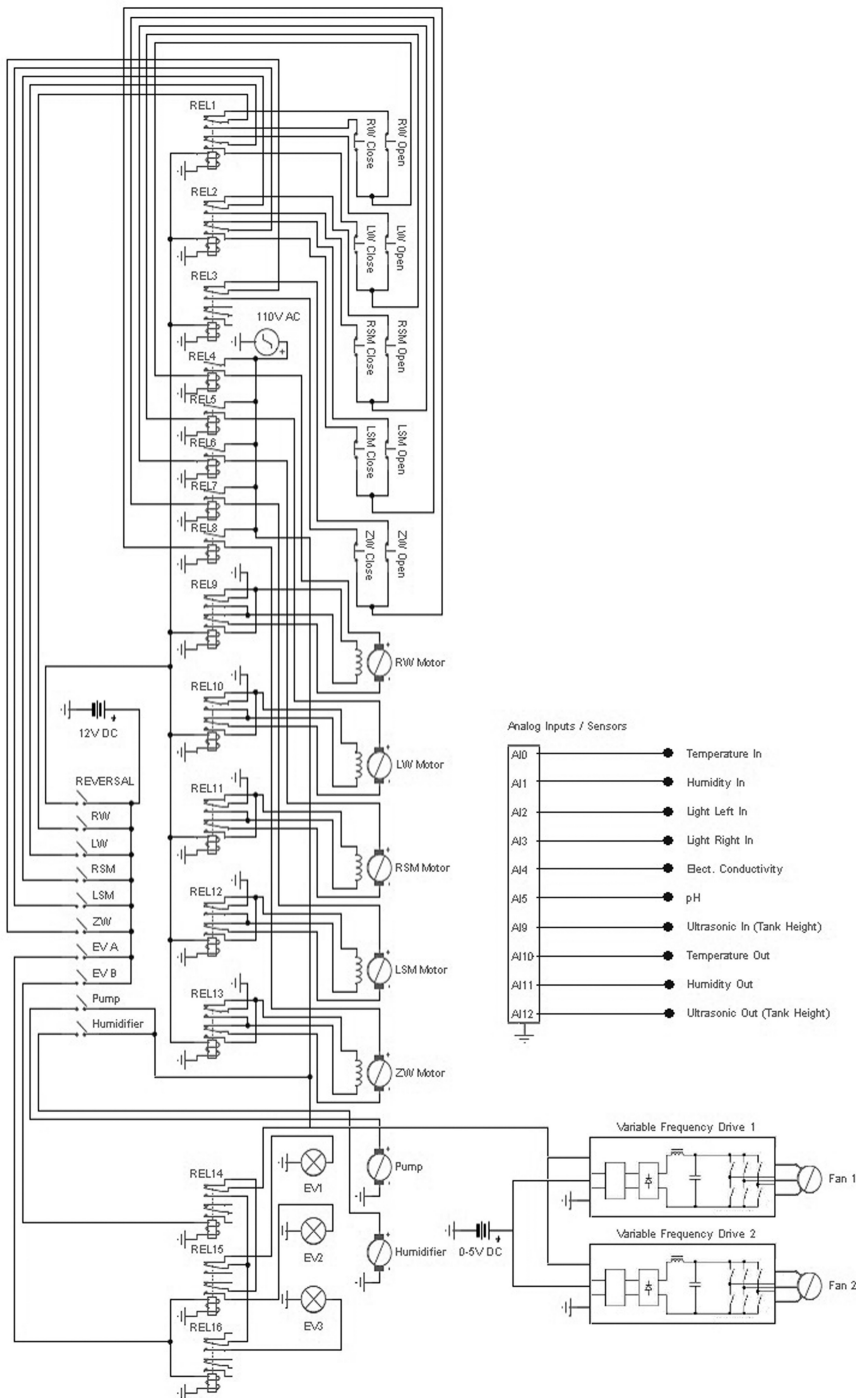 REL1
RW Close
RW Open
REL2
LW Close
LW Open
REL3
110V AC
RSM Close
RSM Open
REL4
REL5
REL6
LSM Close
LSM Open
REL7
REL8
ZW Close
ZW Open
REL9
RW Motor
REL10
12V DC
LW Motor
REVERSAL
RW
LW
RSM
LSM
ZW
EV A
EV B
Pump
Humidifier
REL11
RSM Motor
REL12
LSM Motor
REL13
ZW Motor
Analog Inputs / Sensors
AI0 Temperature In
AI1 Humidity In
AI2 Light Left In
AI3 Light Right In
AI4 Elect. Conductivity
AI5 pH
AI9 Ultrasonic In (Tank Height)
AI10 Temperature Out
AI11 Humidity Out
AI12 Ultrasonic Out (Tank Height)
REL14
EV1
Pump
REL15
EV2
Humidifier
REL16
EV3
0-5V DC
Variable Frequency Drive 1
Fan 1
Variable Frequency Drive 2
Fan 2